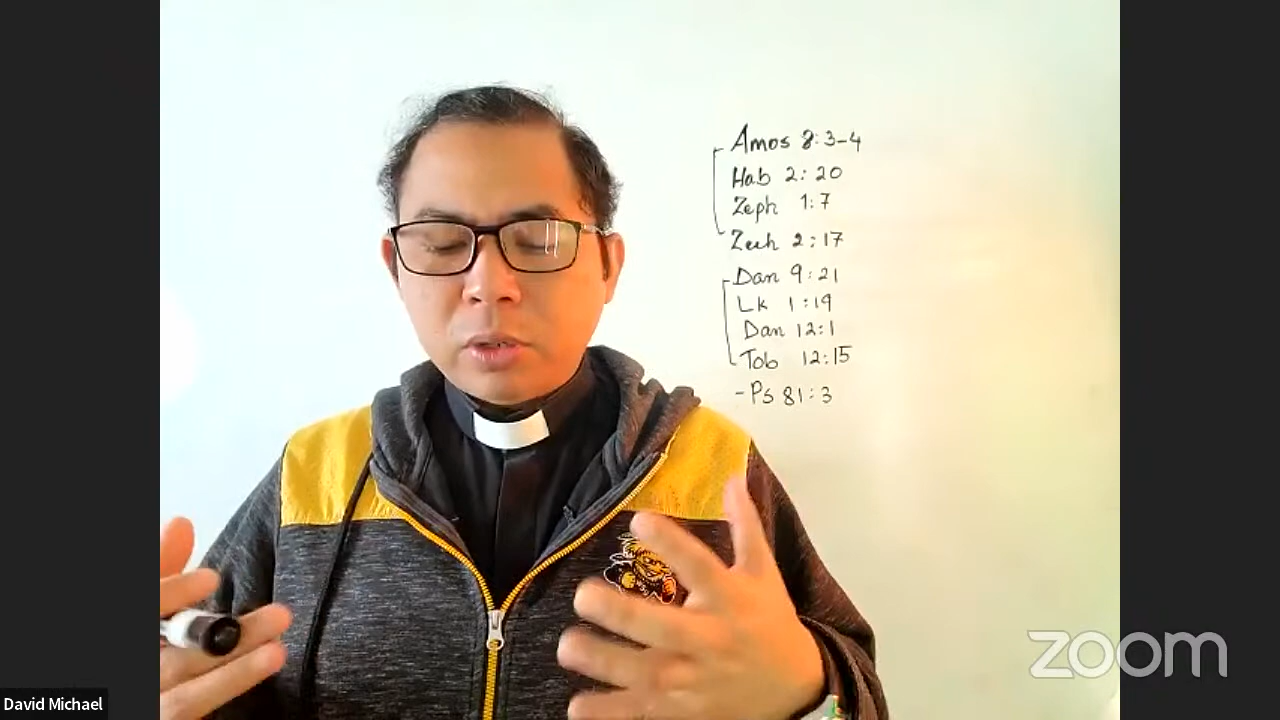 Amos 8:3-4
Hab 2:20
Zeph 1:7
Zech 2:17
Dan 9:21
Lk 1:19
Dan 12:1
Tob 12:15
-Ps 81:3
zoom
David Michael